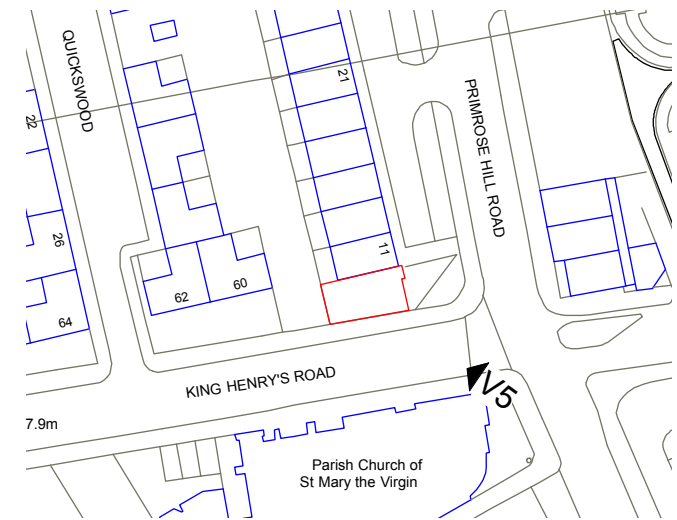 QUICKSWOOD
21
PRIMROSE HILL ROAD
22
26
11
62
60
64
KING HENRY'S ROAD
V5
7.9m
Parish Church of
St Mary the Virgin